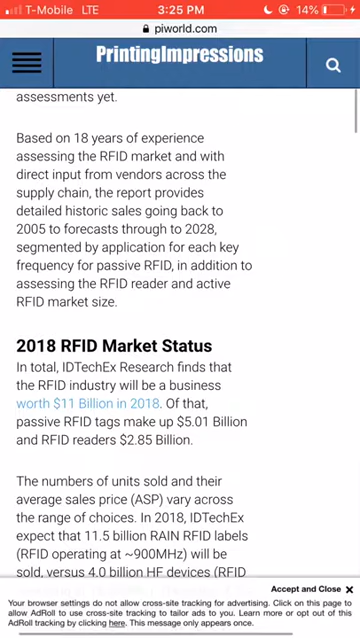 T-Mobile LTE 3:25 PM 14%
piworld.com
PrintingImpressions
assessments yet.
Based on 18 years of experience
assessing the RFID market and with
direct input from vendors across the
supply chain, the report provides
detailed historic sales going back to
2005 to forecasts through to 2028,
segmented by application for each key
frequency for passive RFID, in addition to
assessing the RFID reader and active
RFID market size.
2018 RFID Market Status
In total, IDTechEx Research finds that
the RFID industry will be a business
worth $11 Billion in 2018. Of that,
passive RFID tags make up $5.01 Billion
and RFID readers $2.85 Billion.
The numbers of units sold and their
average sales price (ASP) vary across
the range of choices. In 2018, IDTechEx
expect that 11.5 billion RAIN RFID labels
(RFID operating at ~900MHz) will be
sold, versus 4.0 billion HF devices (RFID
Accept and Close ×
Your browser settings do not allow cross-site tracking for advertising. Click on this page to
allow AdRoll to use cross-site tracking to tailor ads to you. Learn more or opt out of this
AdRoll tracking by clicking here. This message only appears once.